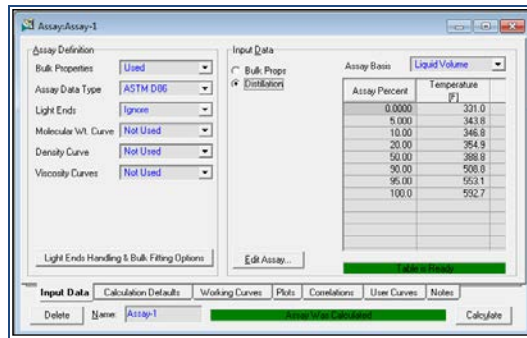 Assay:Assay-1
Assay Definition
Bulk Properties Used
Assay Data Type ASTM D86
Light Ends Ignore
Molecular Wt. Curve Not Used
Density Curve Not Used
Viscosity Curves Not Used
Light Ends Handling & Bulk Fitting Options
Input Data
Bulk Props
Distillation
Assay Basis Liquid Volume
Assay Percent Temperature [F]
0.0000 331.0
5.000 343.8
10.00 346.8
20.00 354.9
50.00 388.8
90.00 508.8
95.00 553.1
100.0 592.7
Edit Assay...
Table is Ready
Input Data Calculation Defaults Working Curves Plots Correlations User Curves Notes
Delete Name: Assay-1 Assay Was Calculated Calculate